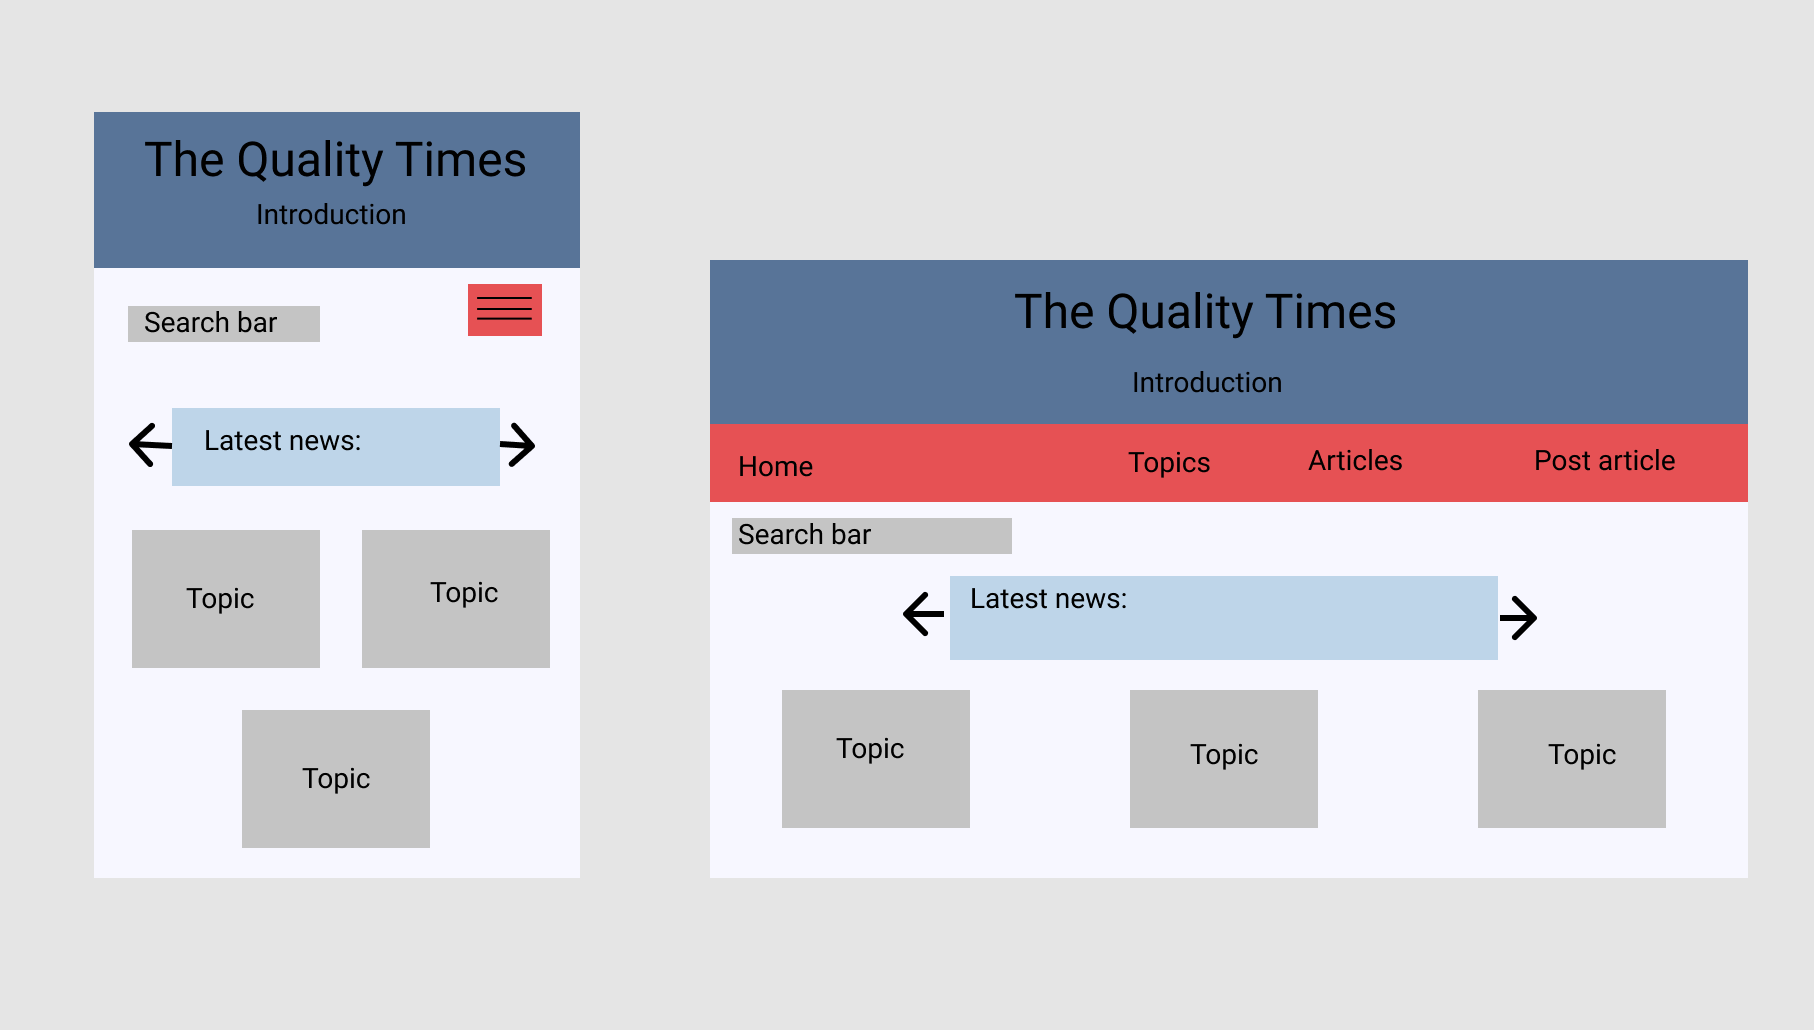 The Quality Times
Introduction
Search bar
Latest news:
Topic
Topic
Topic
The Quality Times
Introduction
Home
Topics
Articles
Post article
Search bar
Latest news:
Topic
Topic
Topic